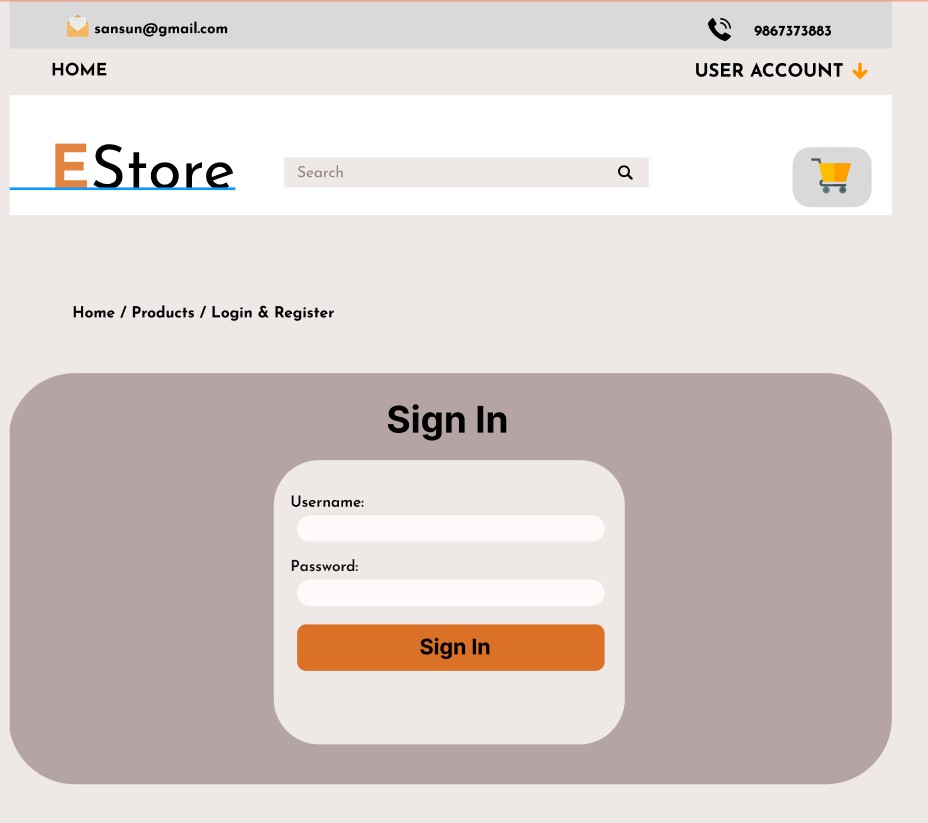 sansun@gmail.com 9867373883
HOME USER ACCOUNT
EStore Search
Home / Products / Login & Register
Sign In
Username:
Password:
Sign In